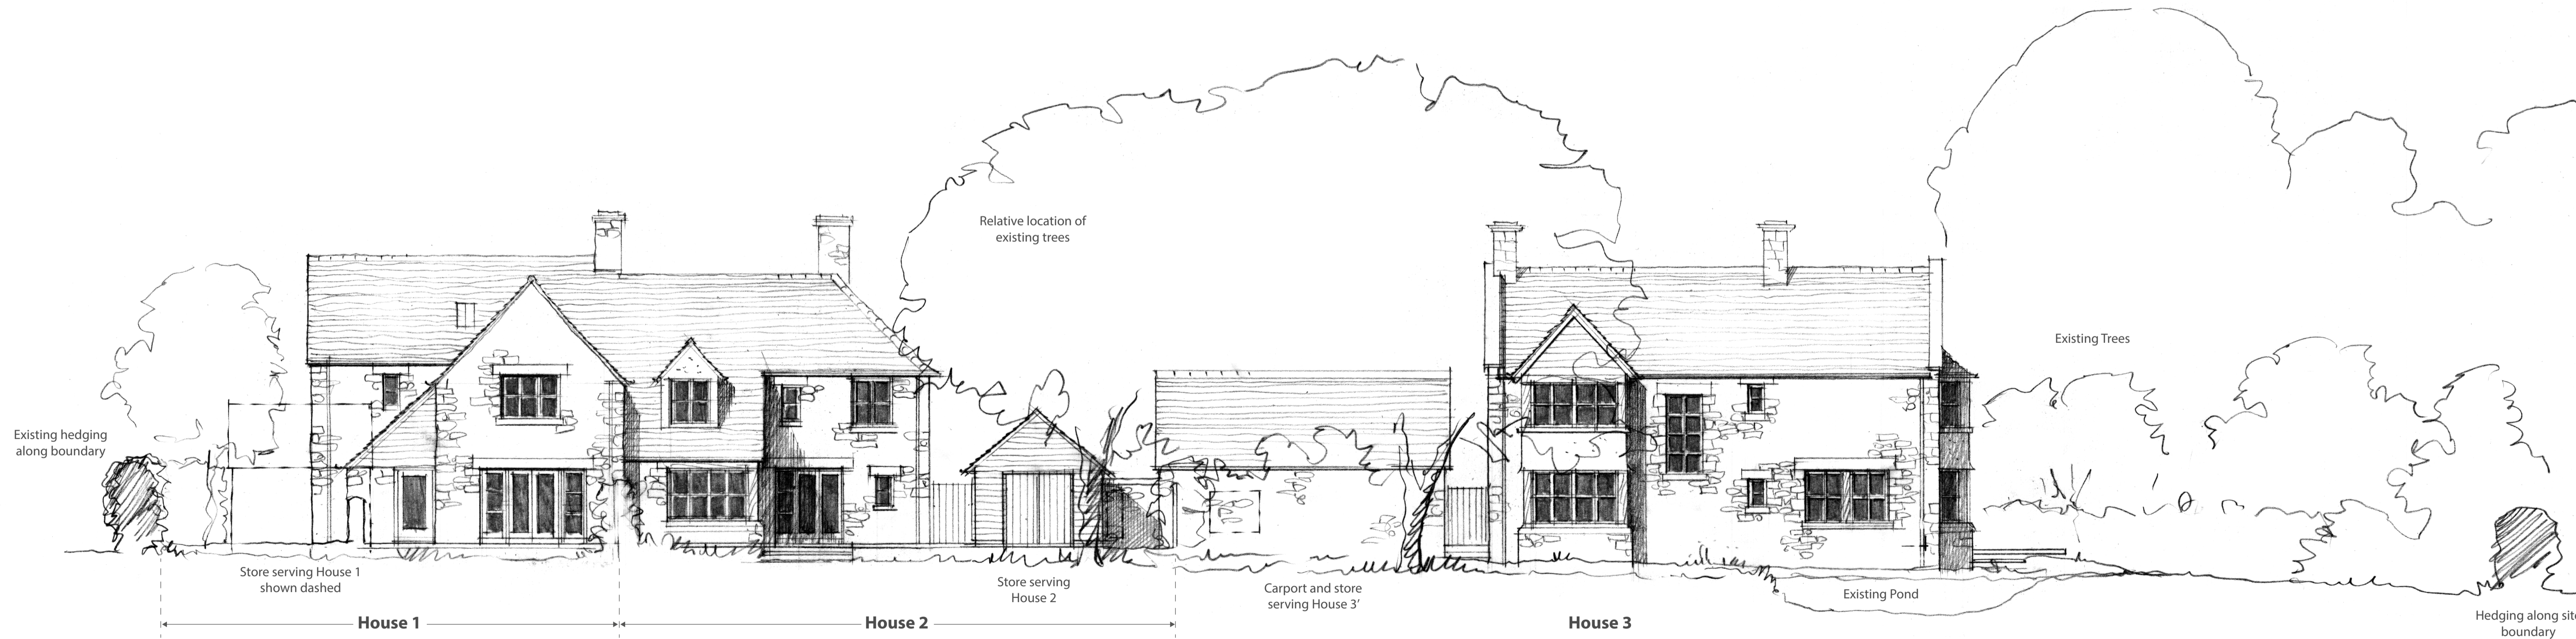 Relative location of
existing trees
Existing Trees
Existing hedging
along boundary
Store serving House 1
shown dashed
Store serving
House 2
Carport and store
serving House 3'
Existing Pond
Hedging along sit
boundary
House 1
House 2
House 3